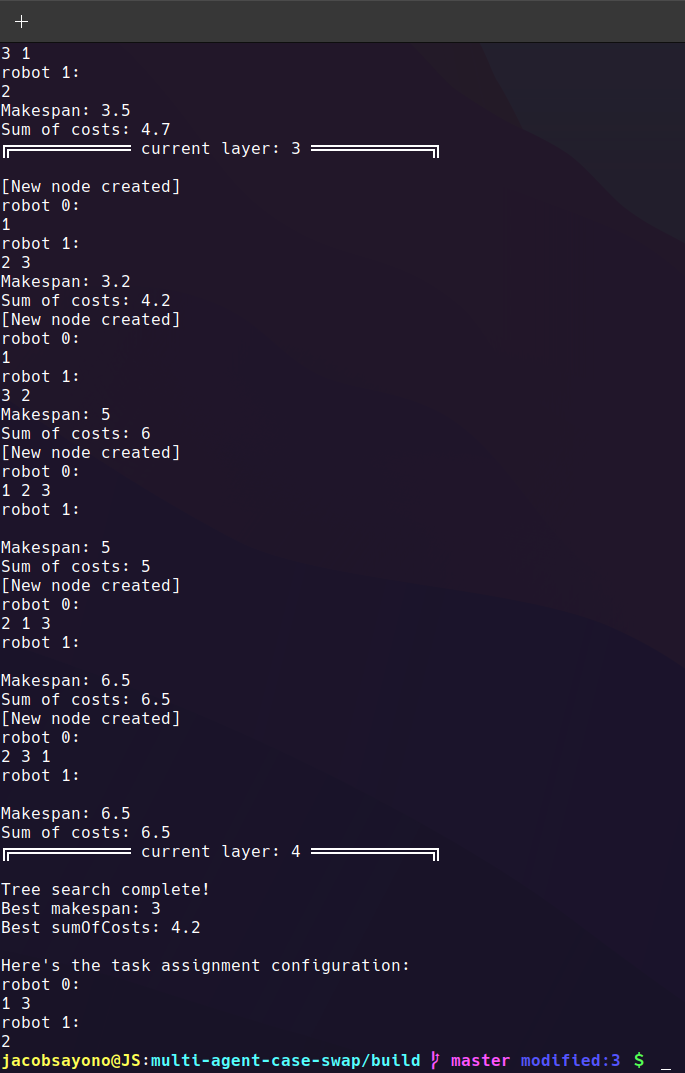 +
3 1
robot 1:
2
Makespan: 3.5
Sum of costs: 4.7
╔════════════ current layer: 3 ════════════╗
[New node created]
robot 0:
1
robot 1:
2 3
Makespan: 3.2
Sum of costs: 4.2
[New node created]
robot 0:
1
robot 1:
3 2
Makespan: 5
Sum of costs: 6
[New node created]
robot 0:
1 2 3
robot 1:
Makespan: 5
Sum of costs: 5
[New node created]
robot 0:
2 1 3
robot 1:
Makespan: 6.5
Sum of costs: 6.5
[New node created]
robot 0:
2 3 1
robot 1:
Makespan: 6.5
Sum of costs: 6.5
╔════════════ current layer: 4 ════════════╗
Tree search complete!
Best makespan: 3
Best sumOfCosts: 4.2
Here's the task assignment configuration:
robot 0:
1 3
robot 1:
2
jacobsayono@JS:multi-agent-case-swap/build master modified:3 $ _